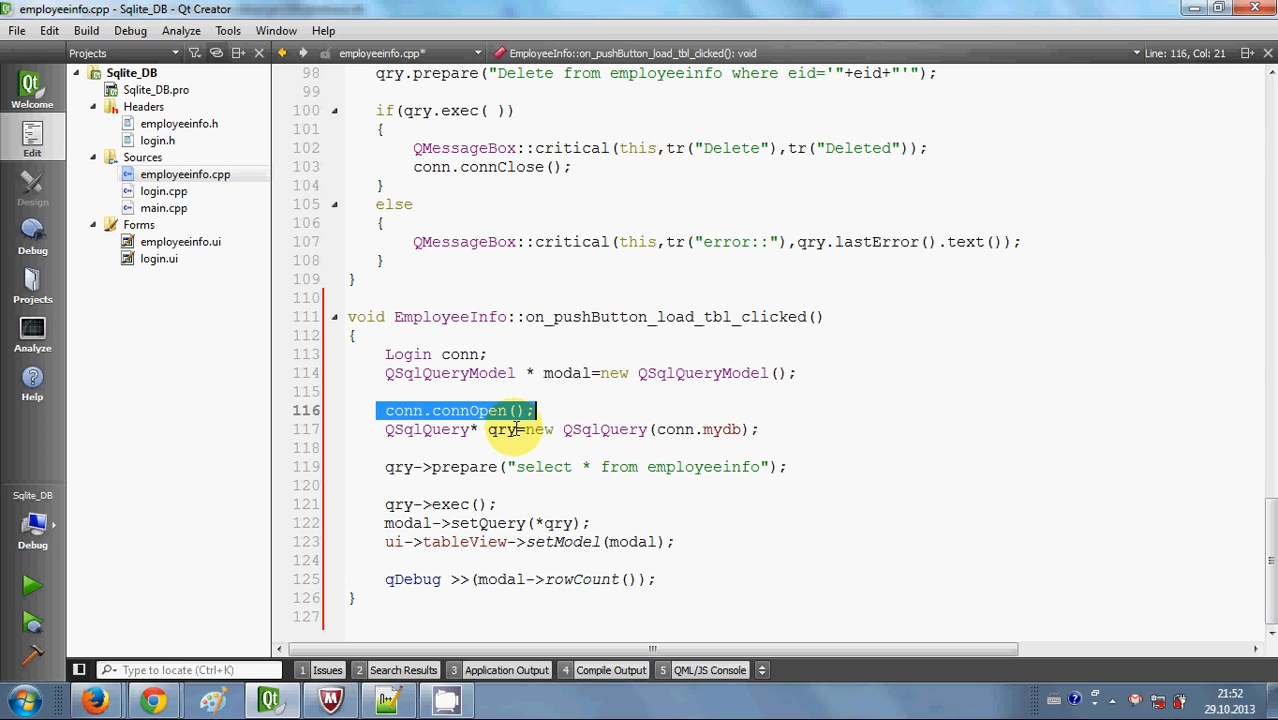 employeeinfo.cpp - Sqlite_DB - Qt Creator
File Edit Build Debug Analyze Tools Window Help
Projects employeeinfo.cpp* EmployeeInfo::on_pushButton_load_tbl_clicked(): void Line: 116, Col: 21
Welcome
Edit
Design
Debug
Projects
Analyze
Help
Sqlite_DB
Debug
Sqlite_DB
Sqlite_DB.pro
Headers
employeeinfo.h
login.h
Sources
employeeinfo.cpp
login.cpp
main.cpp
Forms
employeeinfo.ui
login.ui
98 qry.prepare("Delete from employeeinfo where eid='"+eid+"'");
99
100 if(qry.exec( ))
101 {
102 QMessageBox::critical(this,tr("Delete"),tr("Deleted"));
103 conn.connClose();
104 }
105 else
106 {
107 QMessageBox::critical(this,tr("error::"),qry.lastError().text());
108 }
109 }
110
111 void EmployeeInfo::on_pushButton_load_tbl_clicked()
112 {
113 Login conn;
114 QSqlQueryModel * modal=new QSqlQueryModel();
115
116 conn.connOpen();
117 QSqlQuery* qry=new QSqlQuery(conn.mydb);
118
119 qry->prepare("select * from employeeinfo");
120
121 qry->exec();
122 modal->setQuery(*qry);
123 ui->tableView->setModel(modal);
124
125 qDebug >>(modal->rowCount());
126 }
127
Type to locate (Ctrl+K) 1 Issues 2 Search Results 3 Application Output 4 Compile Output 5 QML/JS Console
21:52
29.10.2013